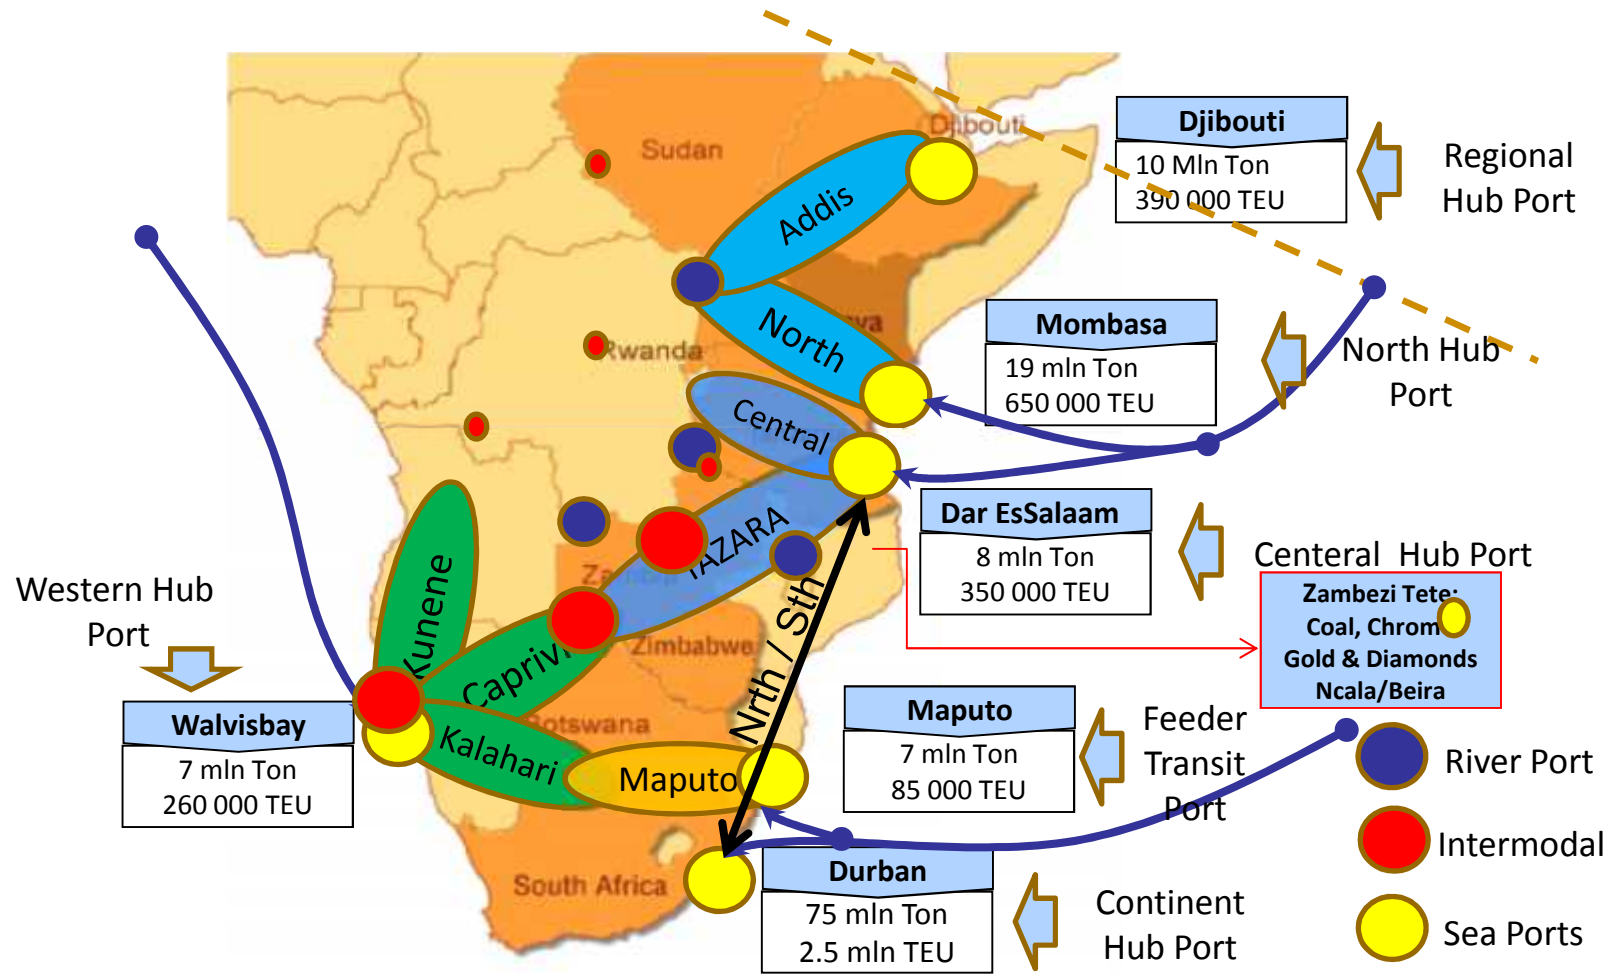 Djibouti
Sudan
Djibouti
10 Mln Ton
390 000 TEU
Regional
Hub Port
Addis
North
ya
Rwanda
Mombasa
19 mln Ton
650 000 TEU
North Hub
Port
Central
TAZARA
Dar EsSalaam
8 mln Ton
350 000 TEU
Centeral Hub Port
Zambezi Tete:
Coal, Chrom
Gold & Diamonds
Ncala/Beira
Western Hub
Port
Kunene
Caprivi
Kalahari
Zimbabwe
Botswana
Nrth / Sth
Walvisbay
7 mln Ton
260 000 TEU
Maputo
Maputo
7 mln Ton
85 000 TEU
Feeder
Transit
Port
River Port
Intermodal
Sea Ports
South Africa
Durban
75 mln Ton
2.5 mln TEU
Continent
Hub Port